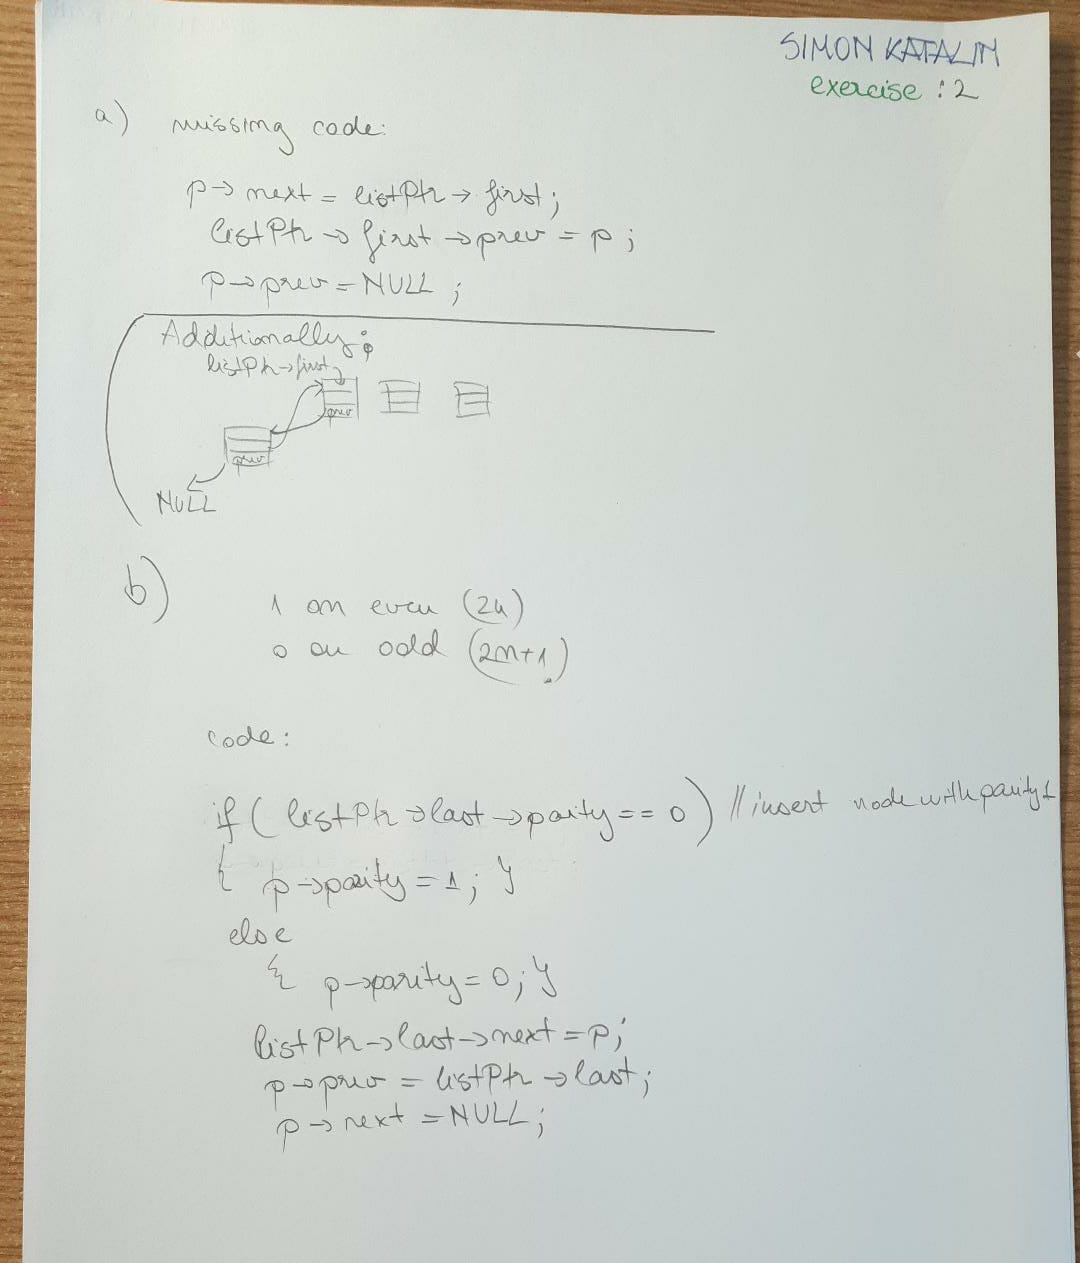 SIMON KATALIN
exercise : 2
a) missing code:
p → next = listPtr → first;
listPtr → first → prev = p;
p → prev = NULL;
Additionally:
listPtr → first
prev
prev
NULL
b)
1 on even (2n)
0 on odd (2n+1)
code:
if ( listPtr → last → parity == 0 ) // insert node with parity 1
{ p → parity = 1; }
else
{ p → parity = 0; }
listPtr → last → next = p;
p → prev = listPtr → last;
p → next = NULL;